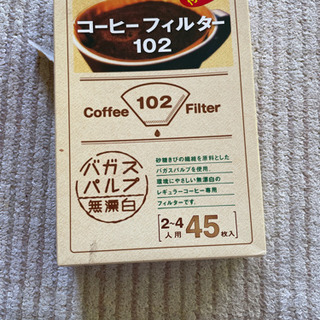 コーヒーフィルター
102
Coffee 102 Filter
バガス
パルプ
無漂白
砂糖きびの繊維を原料とした
バガスパルプを使用
環境にやさしい無漂白の
レギュラーコーヒー専用
フィルターです.
2~4
人用
45枚入